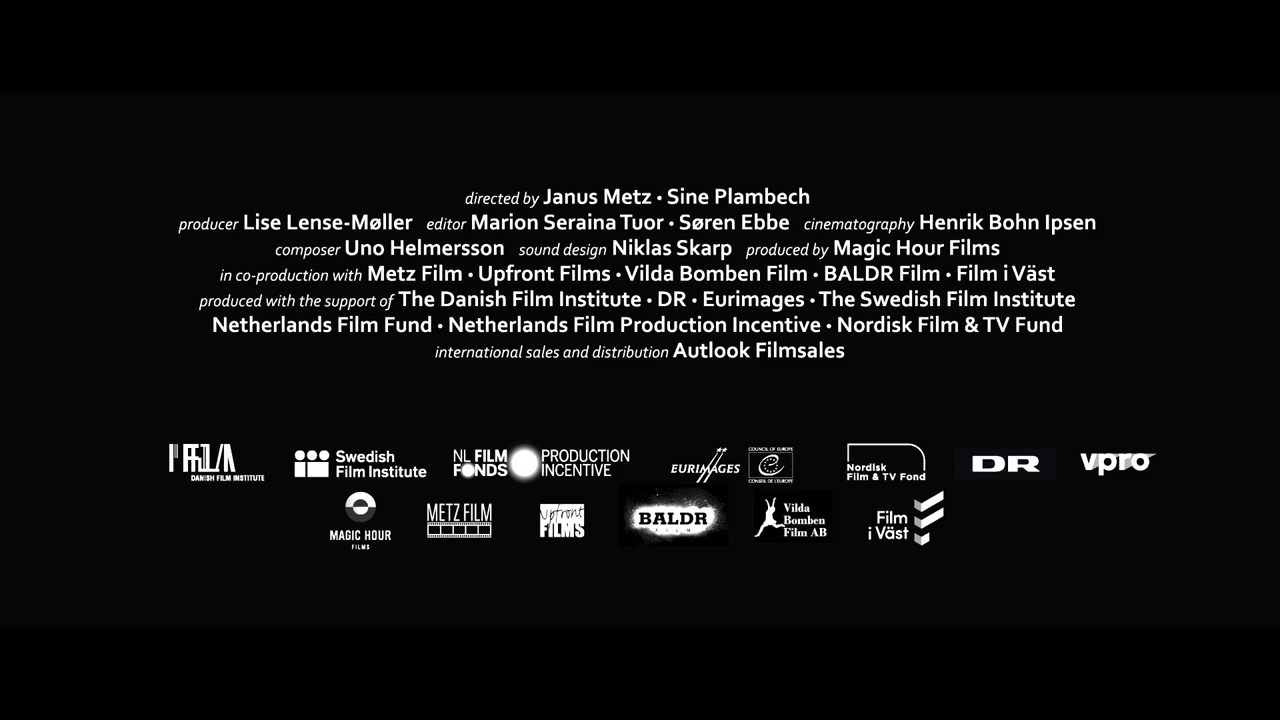 directed by Janus Metz • Sine Plambech
producer Lise Lense-Møller editor Marion Seraina Tuor • Søren Ebbe cinematography Henrik Bohn Ipsen
composer Uno Helmersson sound design Niklas Skarp produced by Magic Hour Films
in co-production with Metz Film • Upfront Films • Vilda Bomben Film • BALDR Film • Film i Väst
produced with the support of The Danish Film Institute • DR • Eurimages • The Swedish Film Institute
Netherlands Film Fund • Netherlands Film Production Incentive • Nordisk Film & TV Fund
international sales and distribution Autlook Filmsales
DANISH FILM INSTITUTE
Swedish
Film Institute
NL FILM
FONDS
PRODUCTION
INCENTIVE
EURIMAGES
COUNCIL OF EUROPE
CONSEIL DE L'EUROPE
Nordisk
Film & TV Fond
DR
vpro
MAGIC HOUR
FILMS
METZ FILM
Upfront
FILMS
BALDR
FILM
Vilda
Bomben
Film AB
Film
i Väst